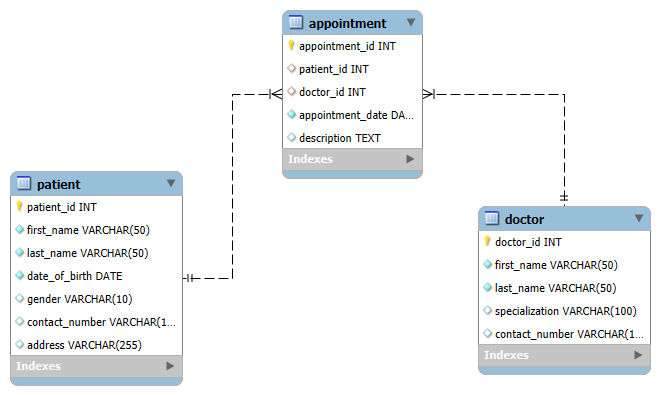 appointment
appointment_id INT
patient_id INT
doctor_id INT
appointment_date DA...
description TEXT
Indexes
patient
patient_id INT
first_name VARCHAR(50)
last_name VARCHAR(50)
date_of_birth DATE
gender VARCHAR(10)
contact_number VARCHAR(1...
address VARCHAR(255)
Indexes
doctor
doctor_id INT
first_name VARCHAR(50)
last_name VARCHAR(50)
specialization VARCHAR(100)
contact_number VARCHAR(1...
Indexes